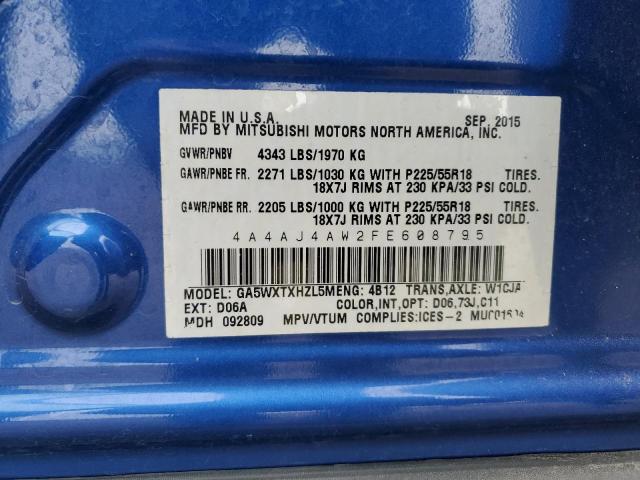 MADE IN U.S.A. SEP, 2015
MFD BY MITSUBISHI MOTORS NORTH AMERICA, INC.
GVWR/PNBV 4343 LBS/1970 KG
GAWR/PNBE FR. 2271 LBS/1030 KG WITH P225/55R18 TIRES.
18X7J RIMS AT 230 KPA/33 PSI COLD.
GAWR/PNBE RR. 2205 LBS/1000 KG WITH P225/55R18 TIRES.
18X7J RIMS AT 230 KPA/33 PSI COLD.
4A4AJ4AW2FE608795
MODEL: GA5WXTXHZL5MENG: 4B12 TRANS,AXLE: W1CJA
EXT: D06A COLOR,INT,OPT: D06,73J,C11
MDH 092809 MPV/VTUM COMPLIES:ICES-2